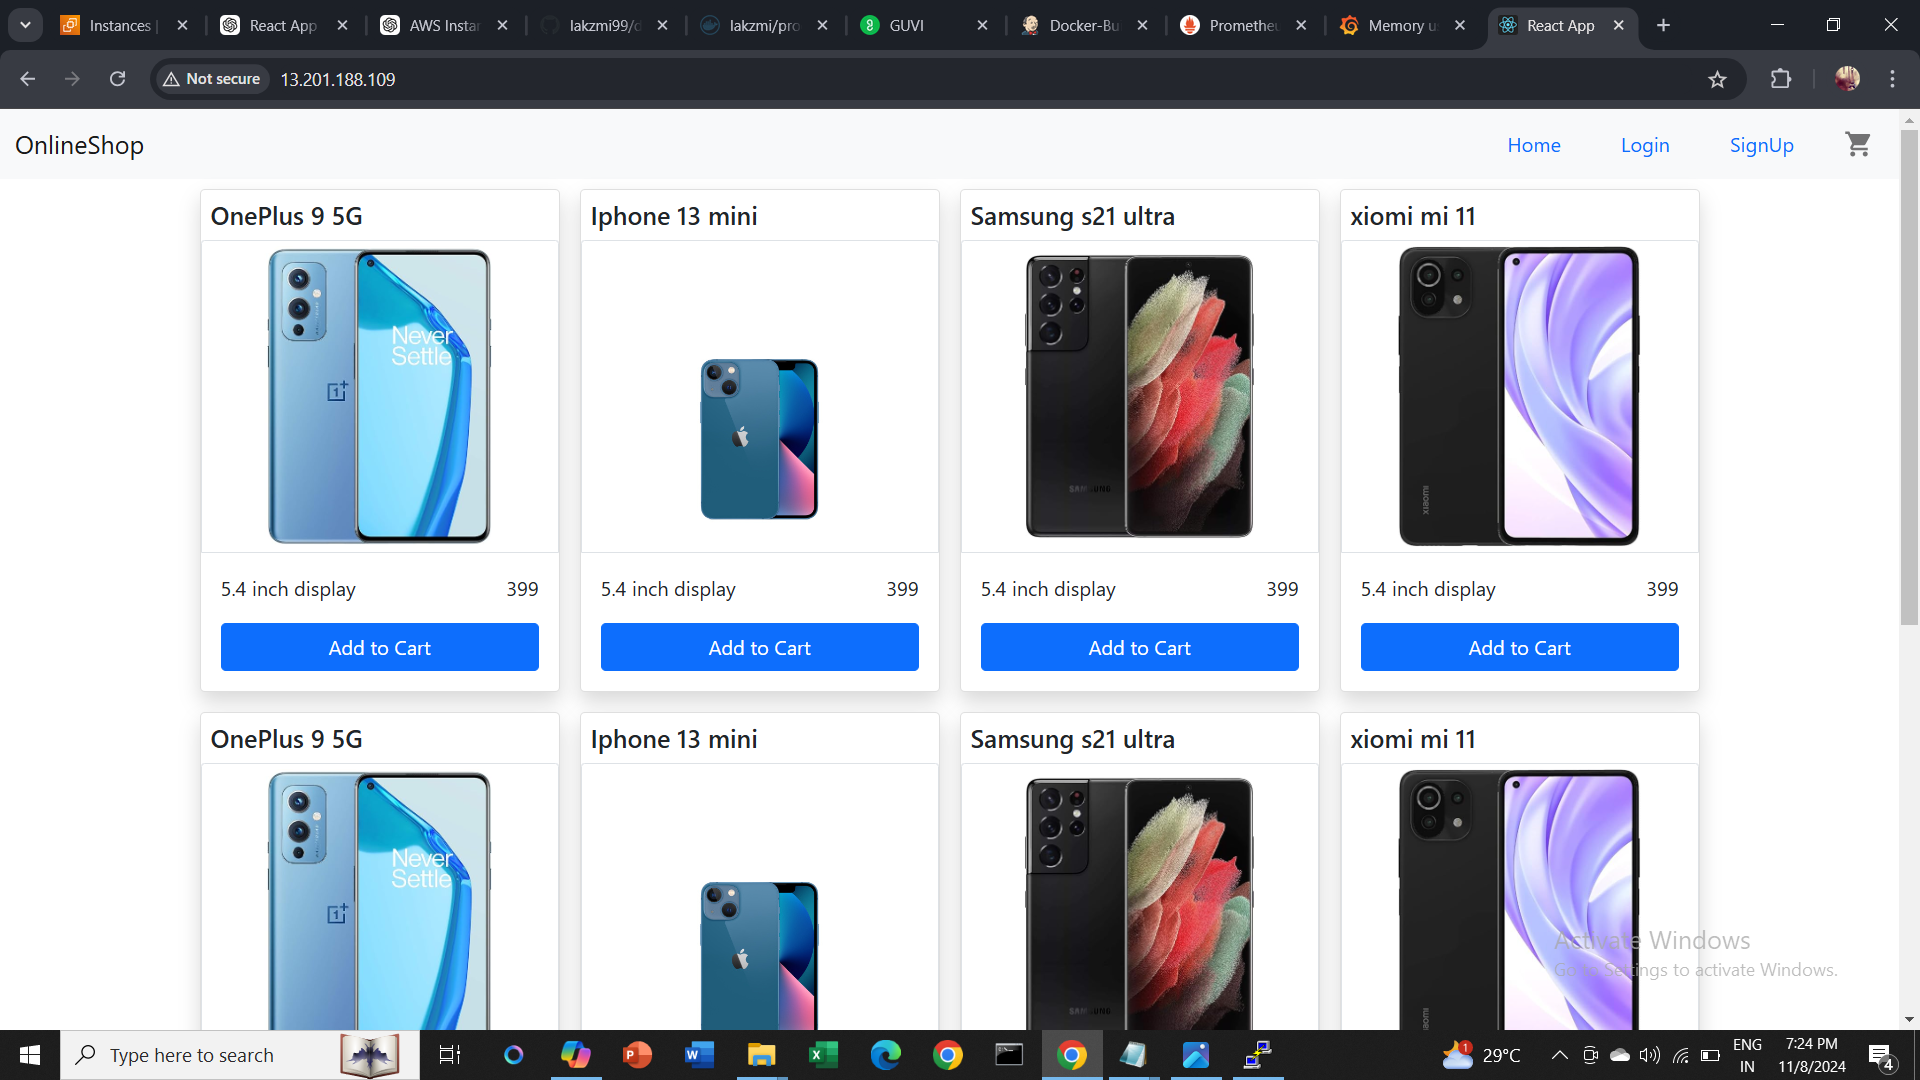 Instances |
React App
AWS Instar
lakzmi99/d
lakzmi/pro
GUVI
Docker-Bu
Prometheu
Memory u
React App
Not secure
13.201.188.109
OnlineShop
Home
Login
SignUp
OnePlus 9 5G
Iphone 13 mini
Samsung s21 ultra
xiomi mi 11
Never
Settle
SAMSUNG
xiaomi
5.4 inch display 399
5.4 inch display 399
5.4 inch display 399
5.4 inch display 399
Add to Cart
Add to Cart
Add to Cart
Add to Cart
OnePlus 9 5G
Iphone 13 mini
Samsung s21 ultra
xiomi mi 11
Never
Settle
SAMSUNG
Activate Windows
Go to Settings to activate Windows.
Type here to search
1
29°C
ENG
IN
7:24 PM
11/8/2024
4